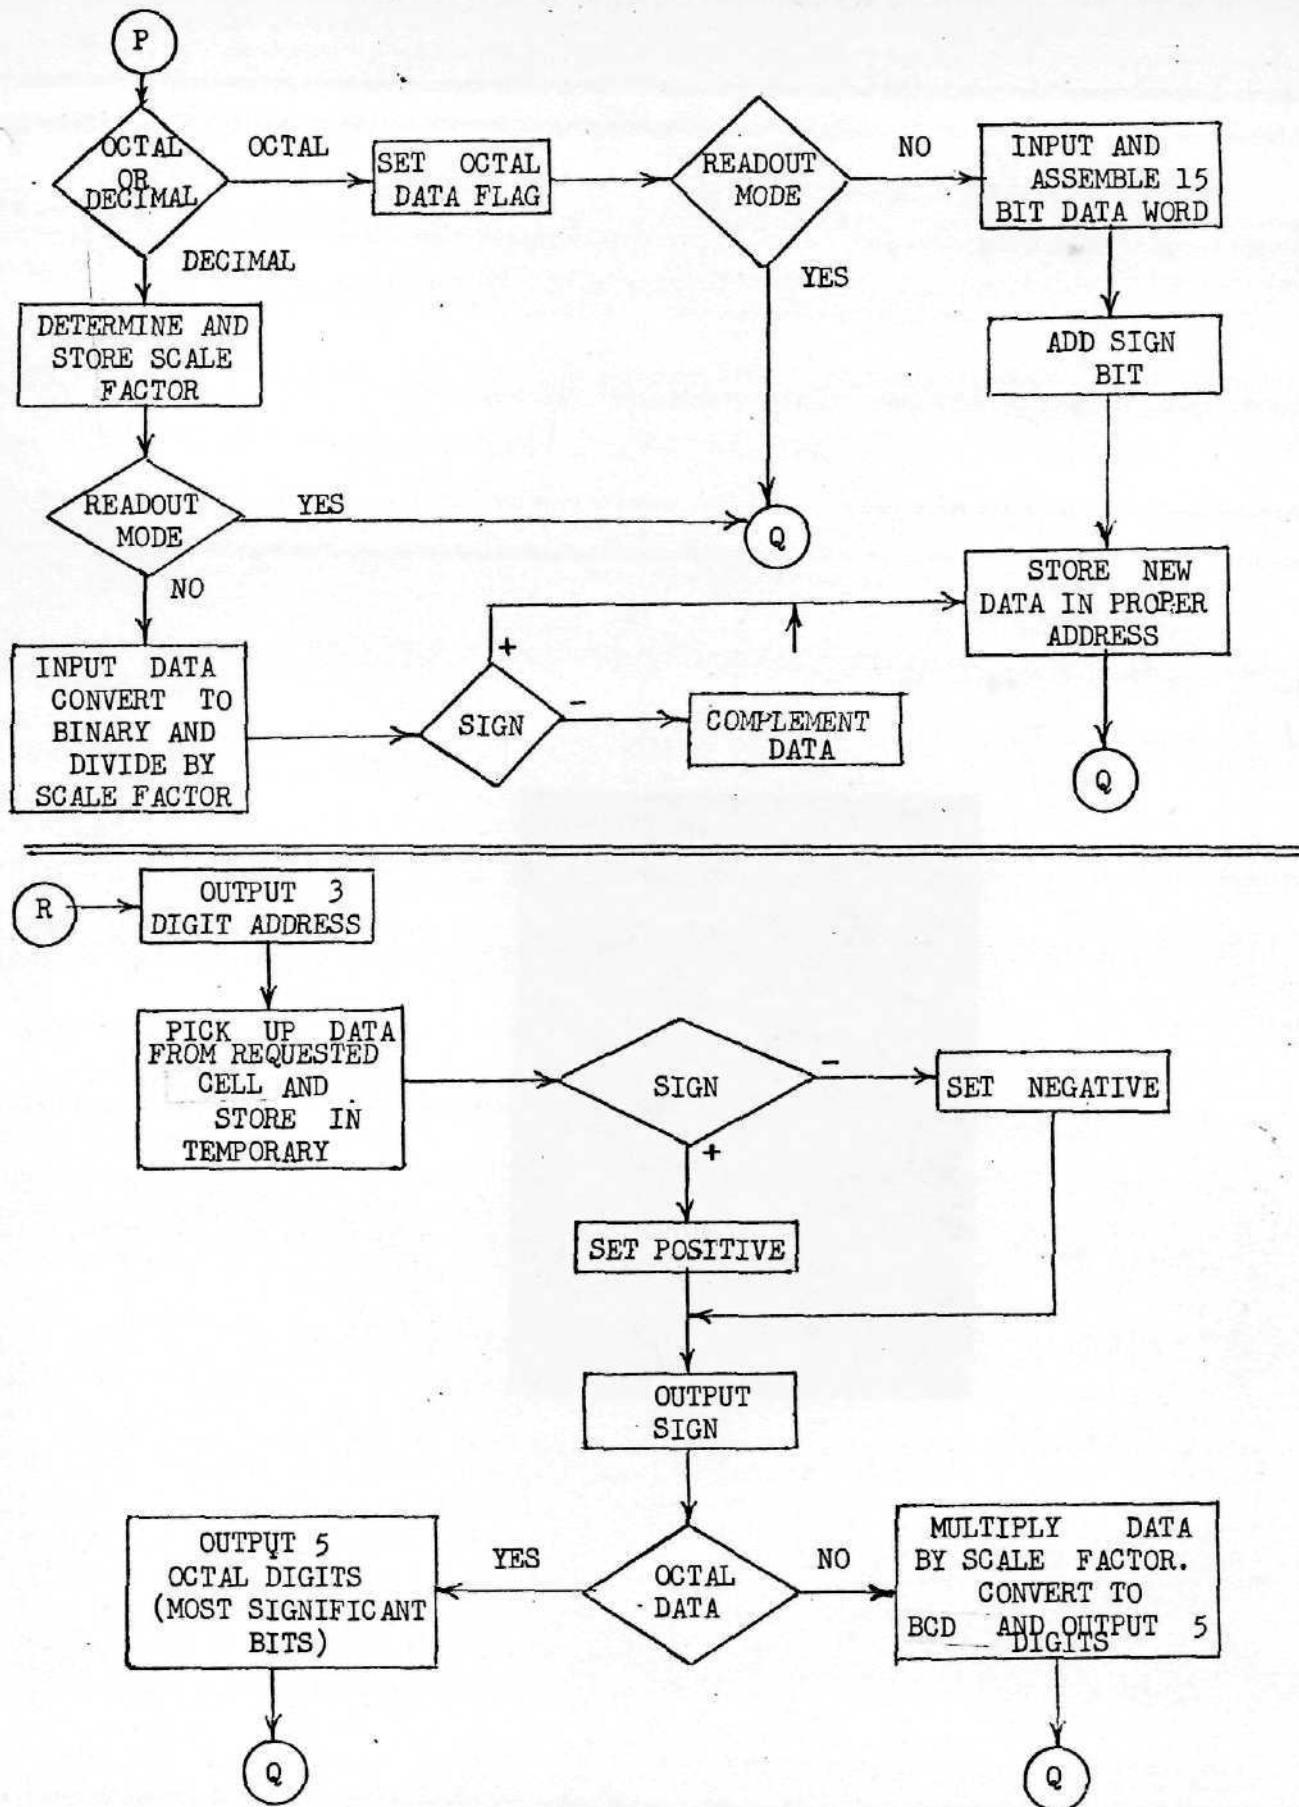 P
OCTAL
OR
DECIMAL
OCTAL
SET OCTAL
DATA FLAG
READOUT
MODE
NO
INPUT AND
ASSEMBLE 15
BIT DATA WORD
DECIMAL
YES
DETERMINE AND
STORE SCALE
FACTOR
ADD SIGN
BIT
READOUT
MODE
YES
Q
NO
STORE NEW
DATA IN PROPER
ADDRESS
INPUT DATA
CONVERT TO
BINARY AND
DIVIDE BY
SCALE FACTOR
+
SIGN
-
COMPLEMENT
DATA
Q
R
OUTPUT 3
DIGIT ADDRESS
PICK UP DATA
FROM REQUESTED
CELL AND
STORE IN
TEMPORARY
SIGN
-
SET NEGATIVE
+
SET POSITIVE
OUTPUT
SIGN
OUTPUT 5
OCTAL DIGITS
(MOST SIGNIFICANT
BITS)
YES
OCTAL
DATA
NO
MULTIPLY DATA
BY SCALE FACTOR.
CONVERT TO
BCD AND OUTPUT 5
DIGITS
Q
Q